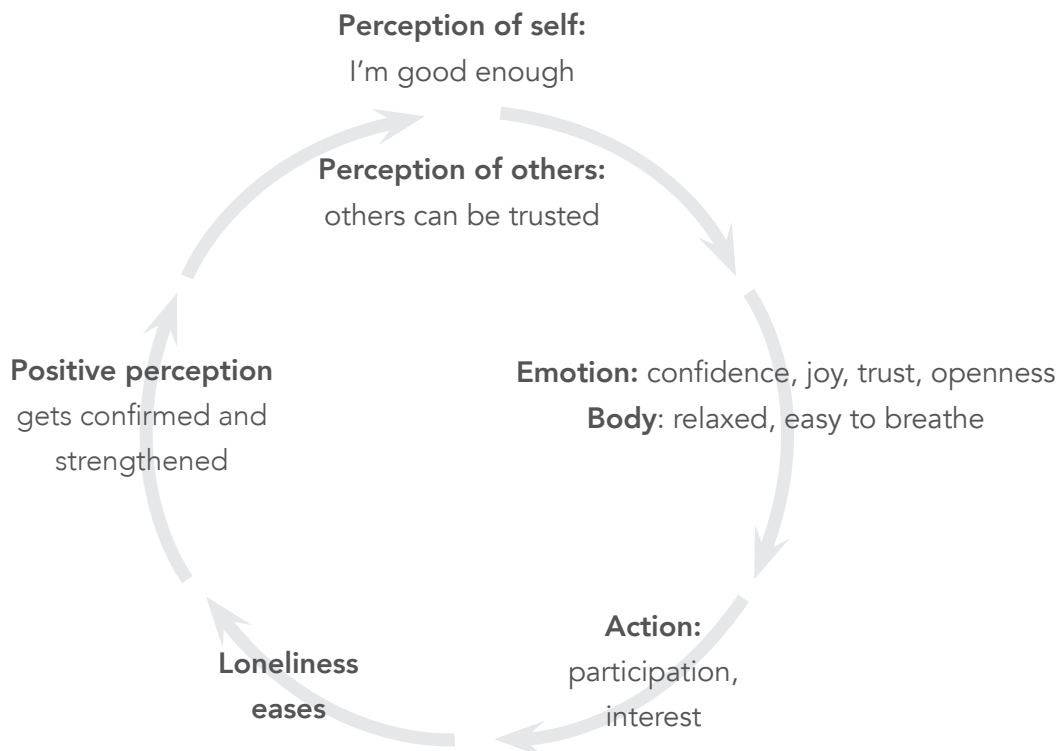 Perception of self:
I'm good enough
Perception of others:
others can be trusted
Emotion: confidence, joy, trust, openness
Body: relaxed, easy to breathe
Action:
participation,
interest
Loneliness
eases
Positive perception
gets confirmed and
strengthened